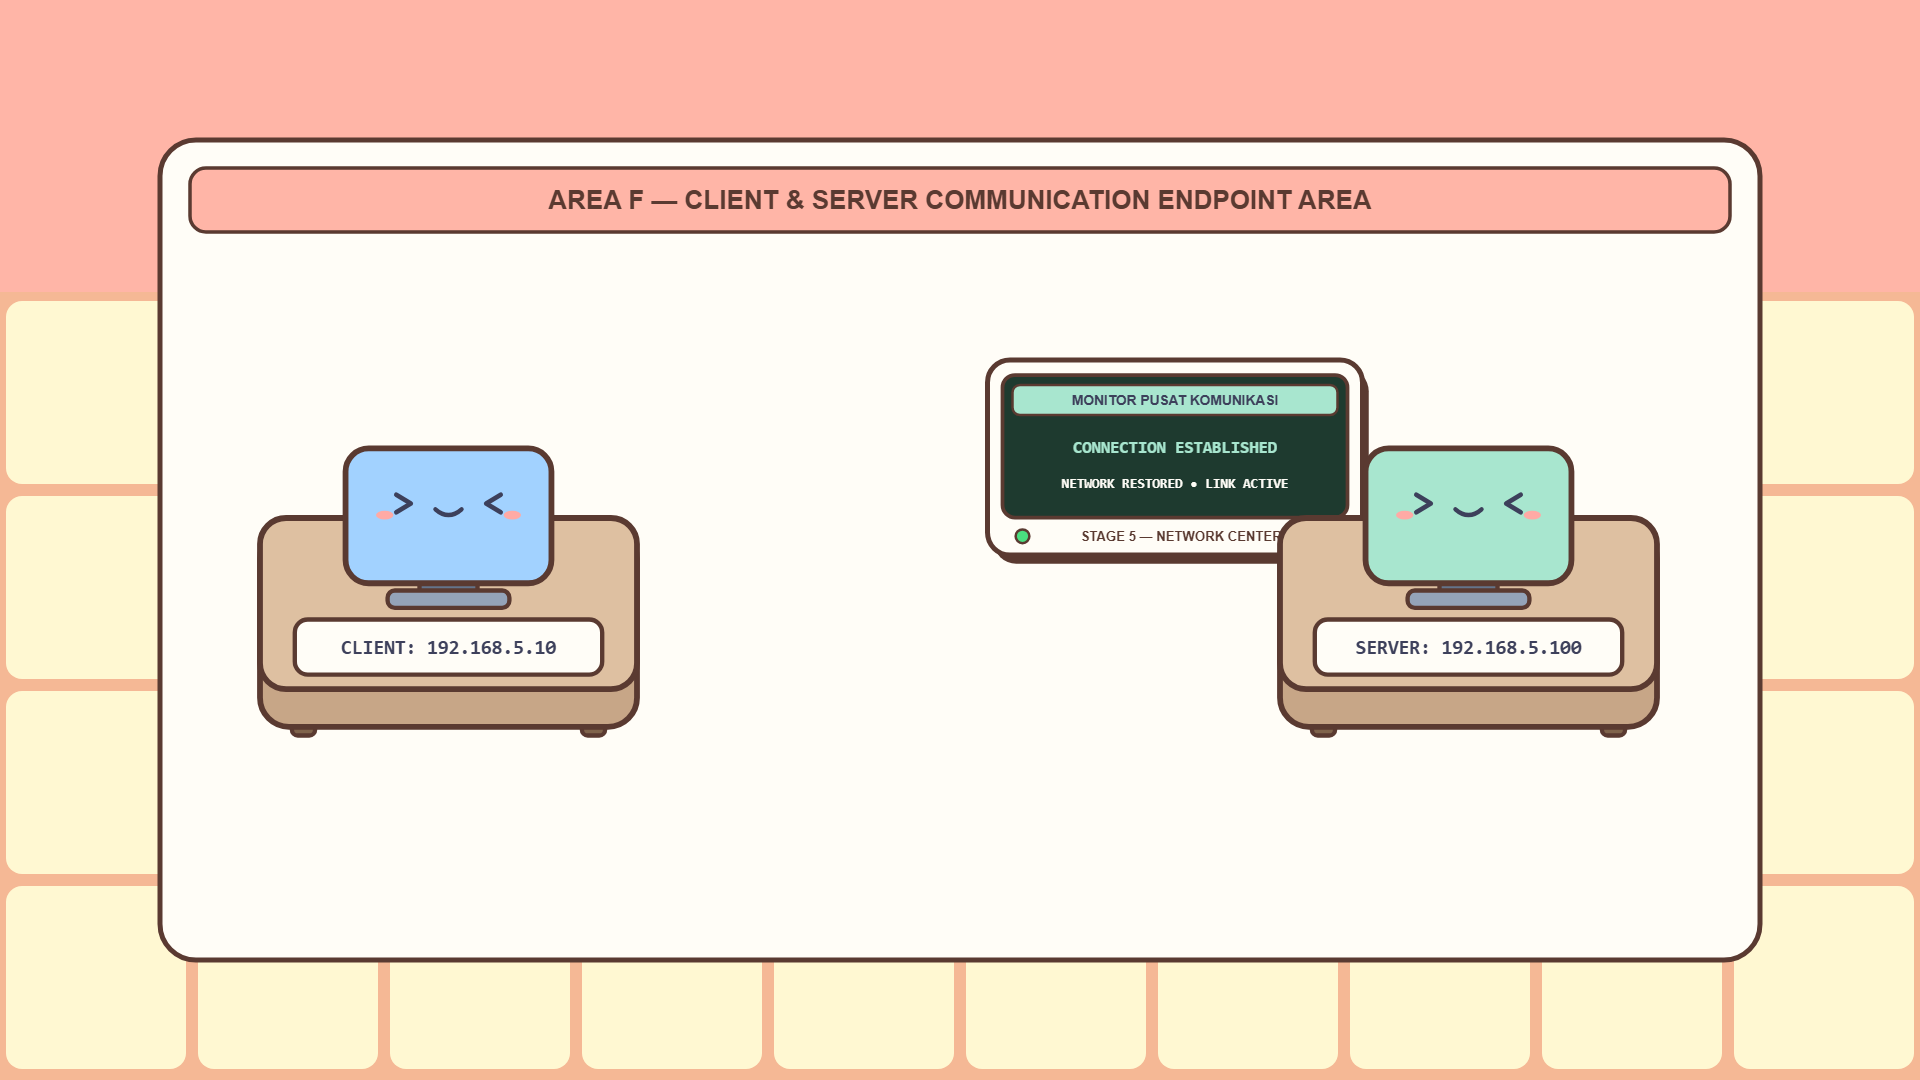 AREA F — CLIENT & SERVER COMMUNICATION ENDPOINT AREA
MONITOR PUSAT KOMUNIKASI
CONNECTION ESTABLISHED
NETWORK RESTORED • LINK ACTIVE
STAGE 5 — NETWORK CENTER
CLIENT: 192.168.5.10
SERVER: 192.168.5.100